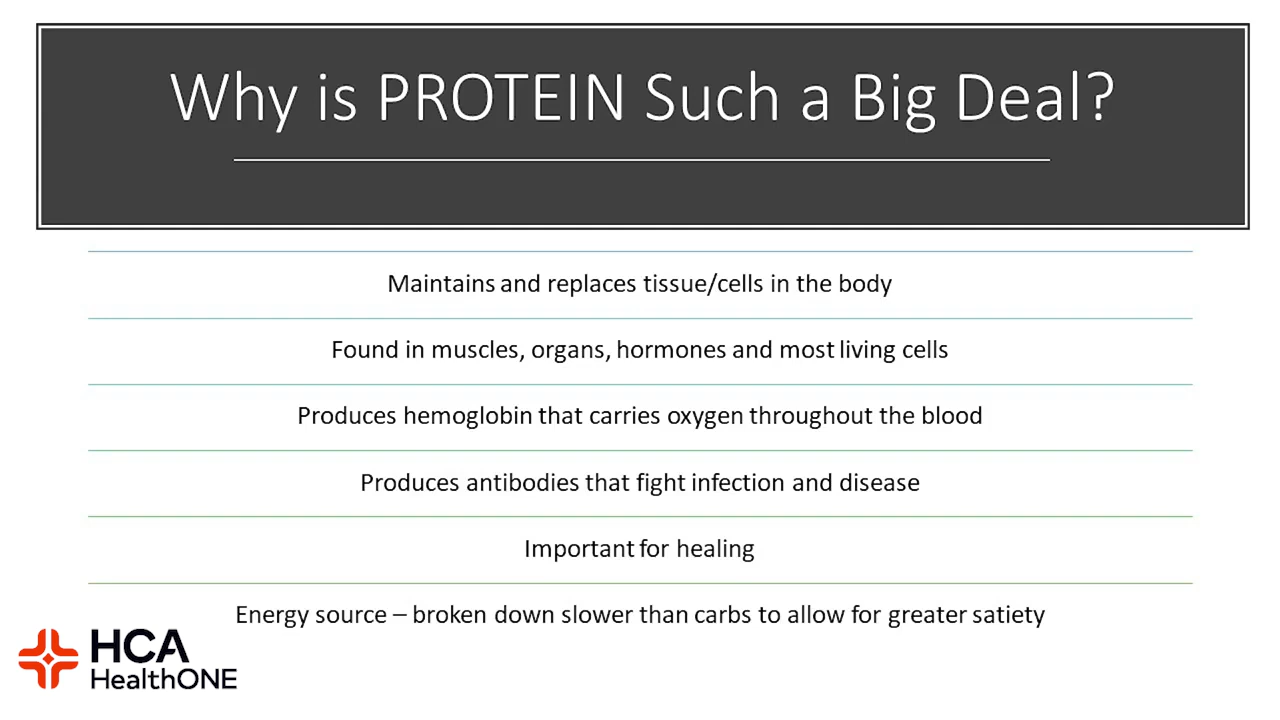 Why is PROTEIN Such a Big Deal?
Maintains and replaces tissue/cells in the body
Found in muscles, organs, hormones and most living cells
Produces hemoglobin that carries oxygen throughout the blood
Produces antibodies that fight infection and disease
Important for healing
Energy source – broken down slower than carbs to allow for greater satiety
HCA
HealthONE